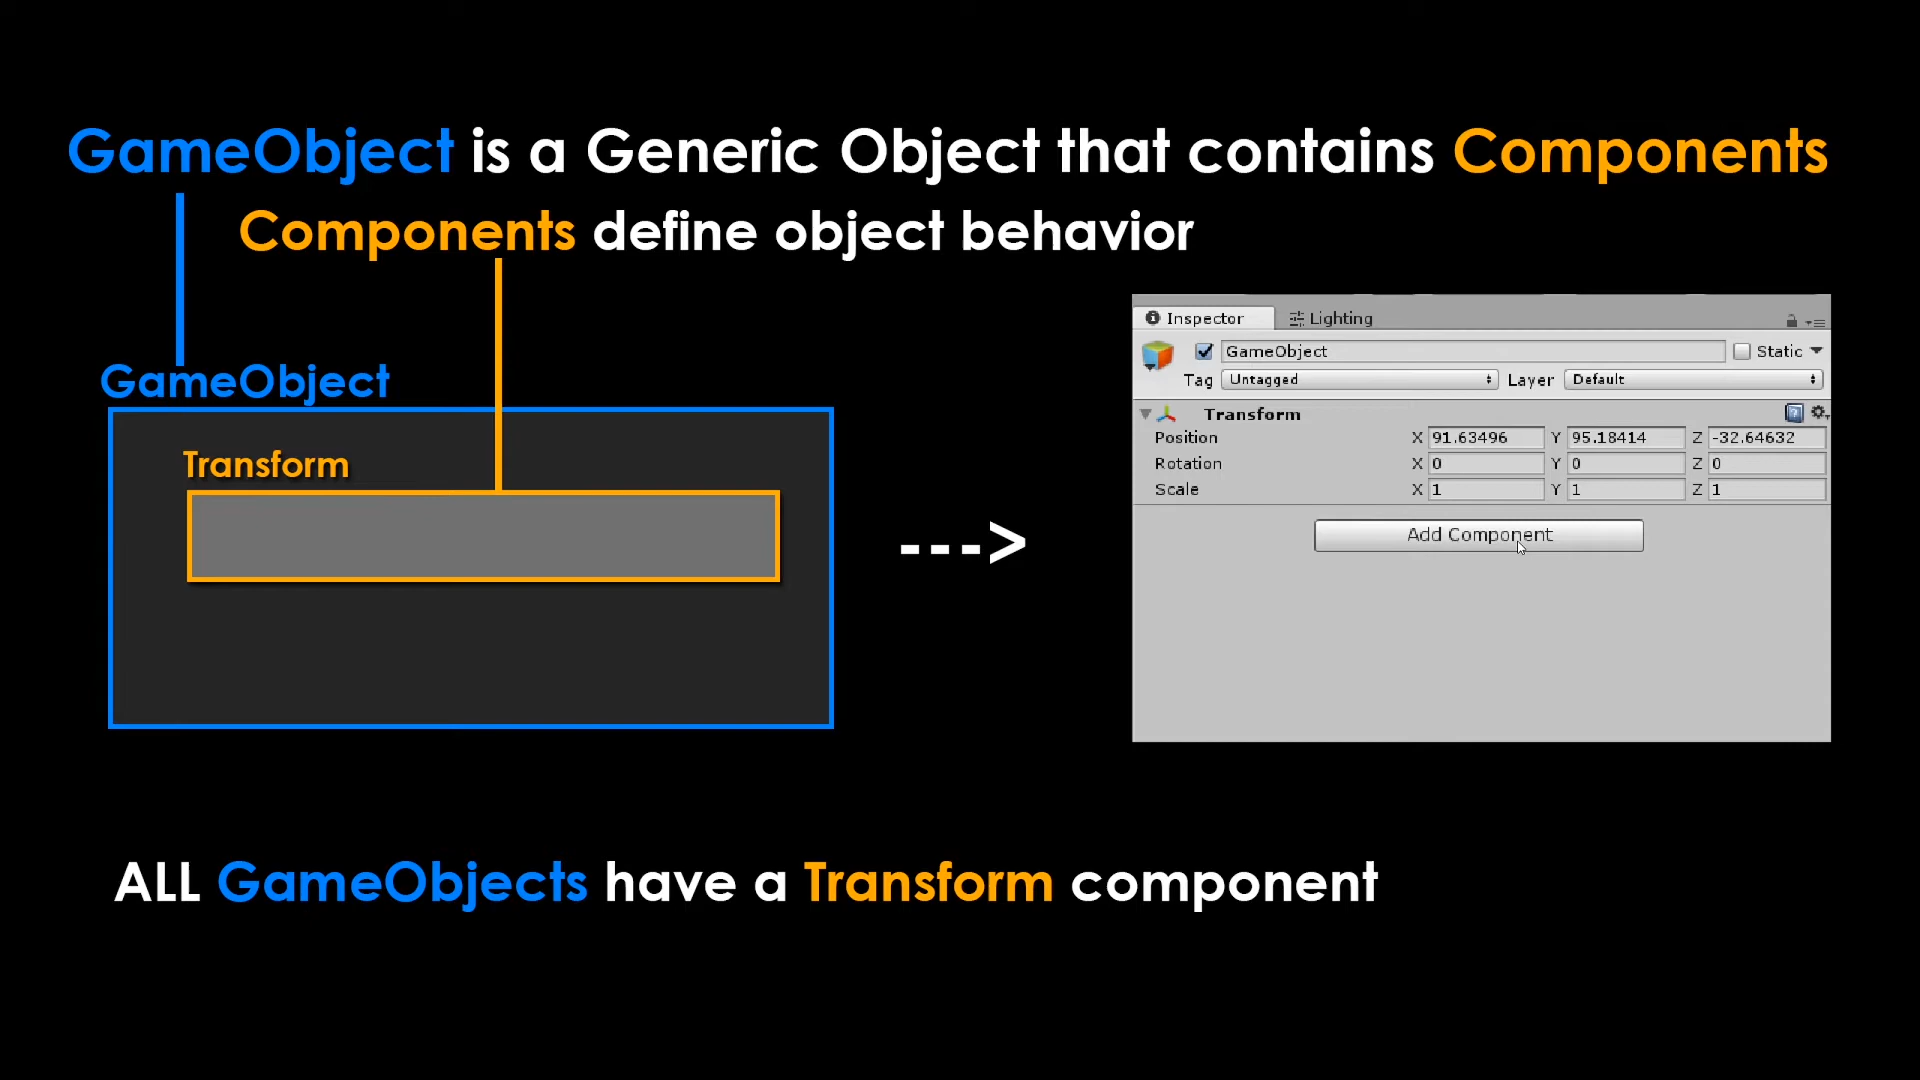 GameObject is a Generic Object that contains Components
Components define object behavior
GameObject
Transform
--->
Inspector Lighting
GameObject Static
Tag Untagged Layer Default
Transform
Position X 91.63496 Y 95.18414 Z -32.64632
Rotation X 0 Y 0 Z 0
Scale X 1 Y 1 Z 1
Add Component
ALL GameObjects have a Transform component